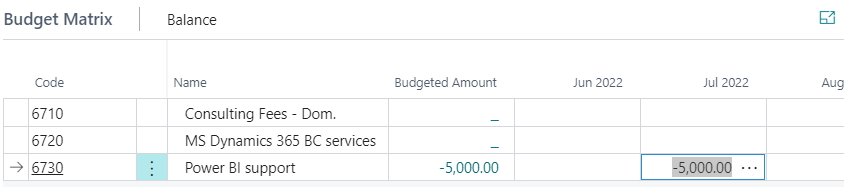 Budget Matrix Balance
Code Name Budgeted Amount Jun 2022 Jul 2022 Aug
6710 Consulting Fees - Dom. _
6720 MS Dynamics 365 BC services _
6730 Power BI support -5,000.00 -5,000.00 ...